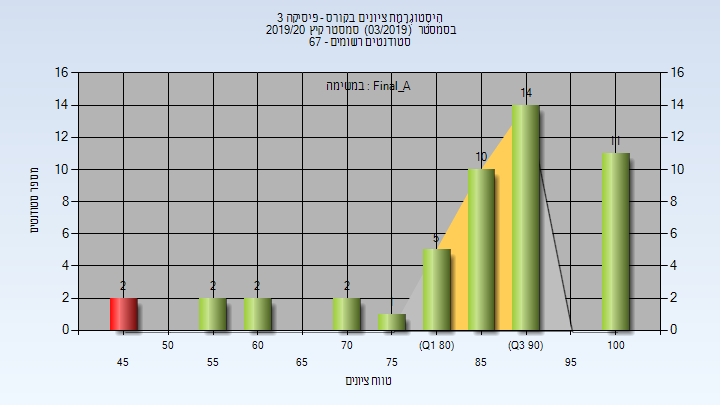 היסטוגרמת ציונים בקורס - פיסיקה 3
בסמסטר (03/2019) סמסטר קיץ 2019/20
סטודנטים רשומים - 67
במשימה : Final_A
מספר סטודנטים
16 14 12 10 8 6 4 2 0
16 14 12 10 8 6 4 2 0
2 2 2 2 1 5 10 14 11
45 50 55 60 65 70 75 (Q1 80) 85 (Q3 90) 95 100
טווח ציונים